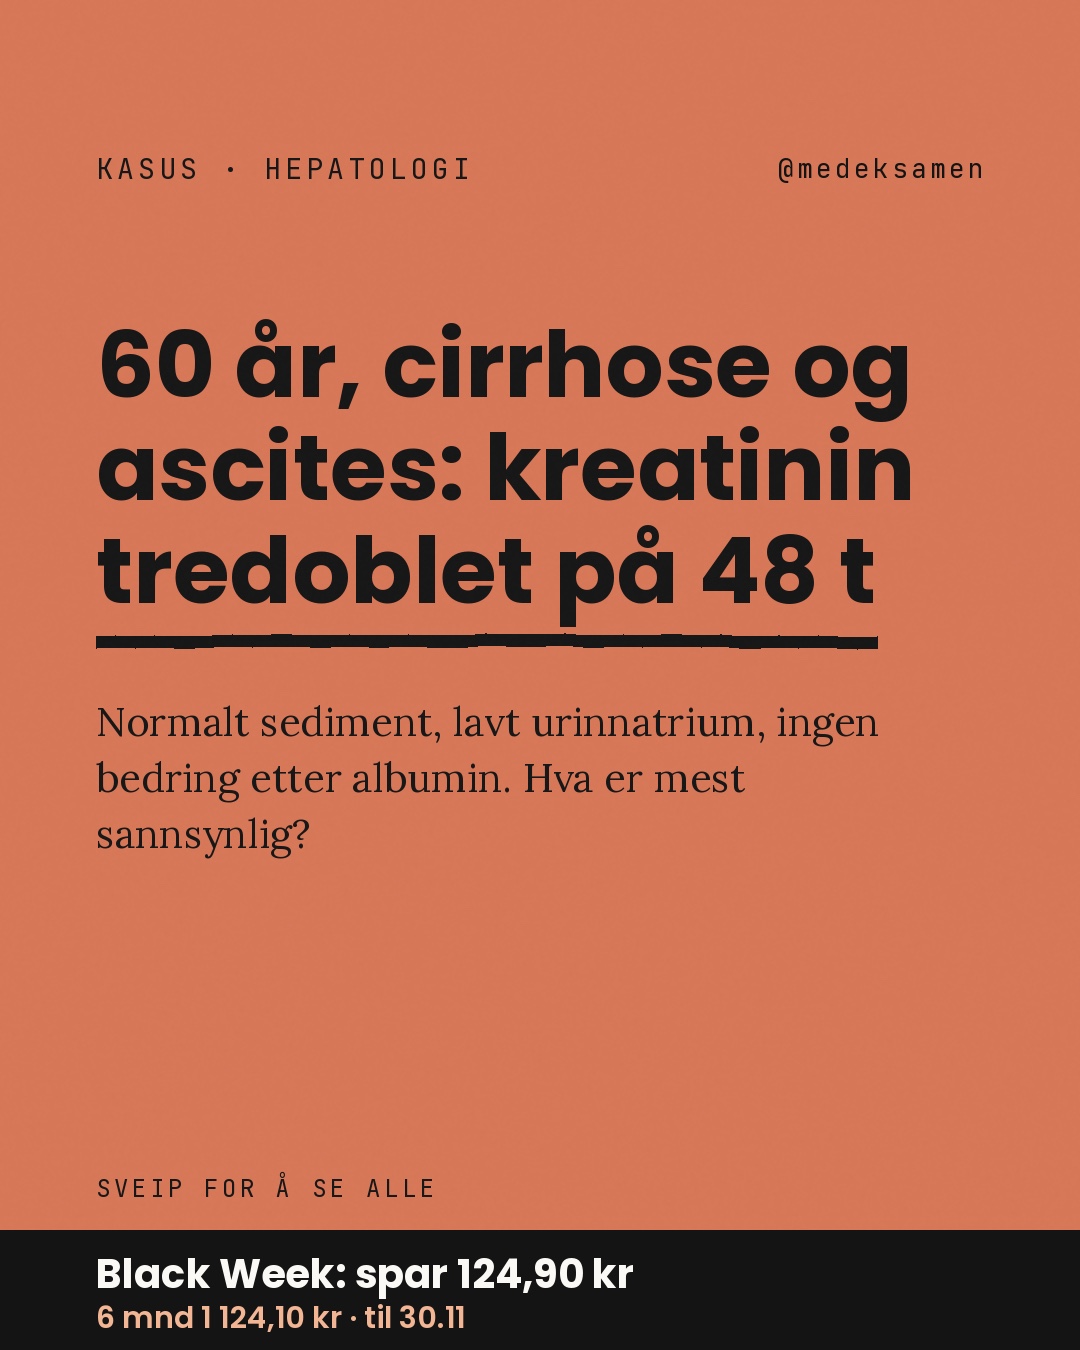 KASUS · HEPATOLOGI
@medeksamen
60 år, cirrhose og
ascites: kreatinin
tredoblet på 48 t
Normalt sediment, lavt urinnatrium, ingen
bedring etter albumin. Hva er mest
sannsynlig?
SVEIP FOR Å SE ALLE
Black Week: spar 124,90 kr
6 mnd 1 124,10 kr · til 30.11